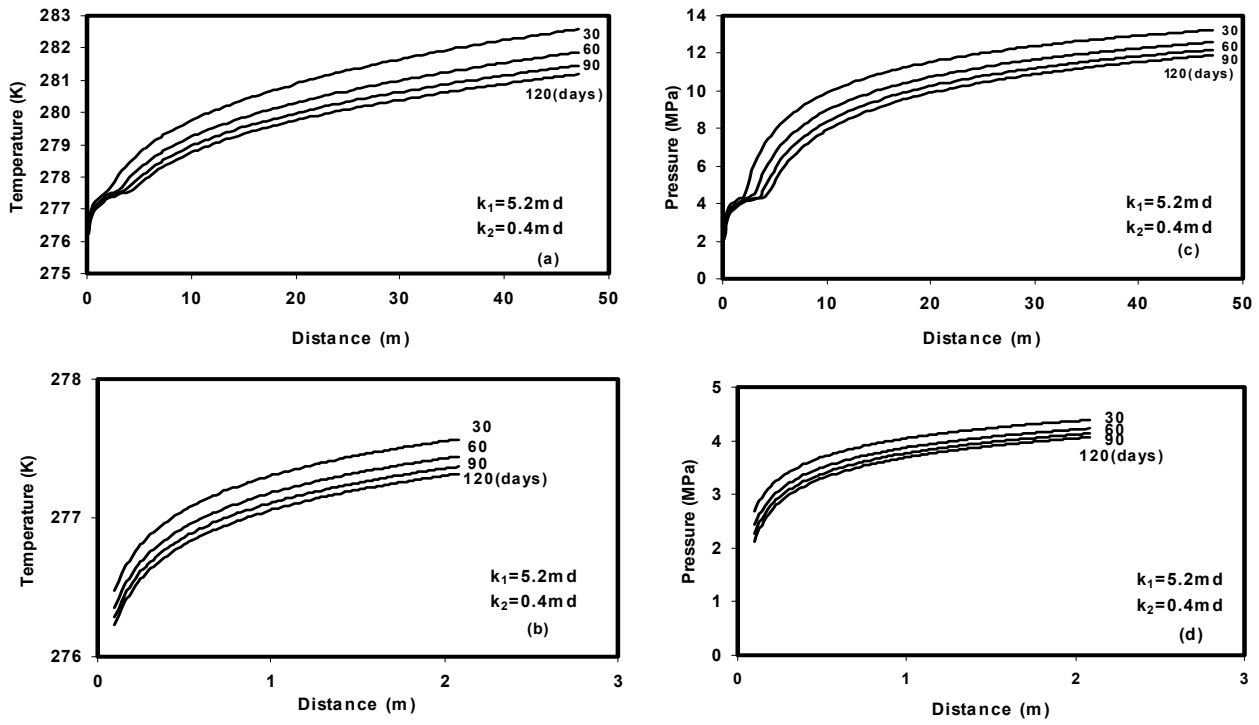 283
282
281
280
279
278
277
276
275
Temperature (K)
30
60
90
120(days)
k1=5.2md
k2=0.4md
(a)
0
10
20
30
40
50
Distance (m)
14
12
10
8
6
4
2
0
Pressure (MPa)
30
60
90
120(days)
k1=5.2md
k2=0.4md
(c)
0
10
20
30
40
50
Distance (m)
278
277
276
Temperature (K)
30
60
90
120(days)
k1=5.2md
k2=0.4md
(b)
0
1
2
3
Distance (m)
5
4
3
2
1
0
Pressure (MPa)
30
60
90
120(days)
k1=5.2md
k2=0.4md
(d)
0
1
2
3
Distance (m)